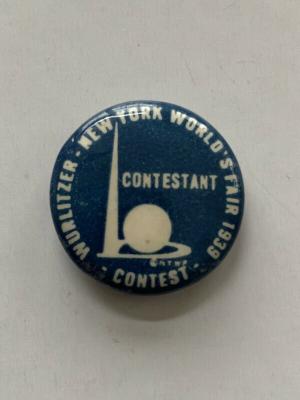 WURLITZER - NEW YORK WORLD'S FAIR 1939
CONTESTANT
- CONTEST -